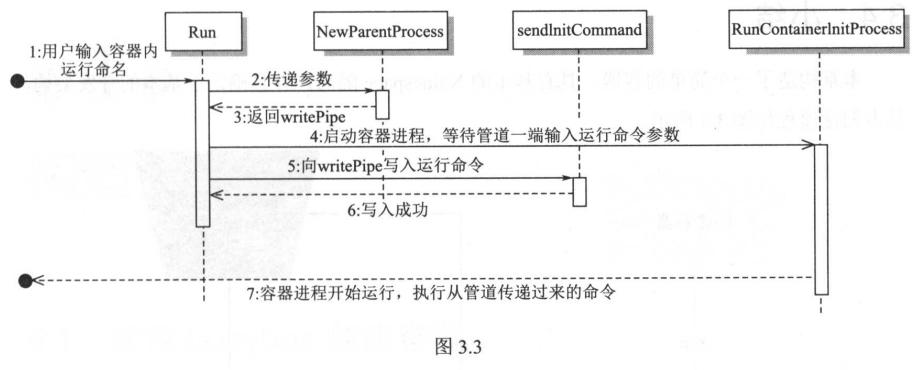 Run
NewParentProcess
sendInitCommand
RunContainerInitProcess
1:用户输入容器内
运行命名
2:传递参数
3:返回writePipe
4:启动容器进程，等待管道一端输入运行命令参数
5:向writePipe写入运行命令
6:写入成功
7:容器进程开始运行，执行从管道传递过来的命令
图 3.3